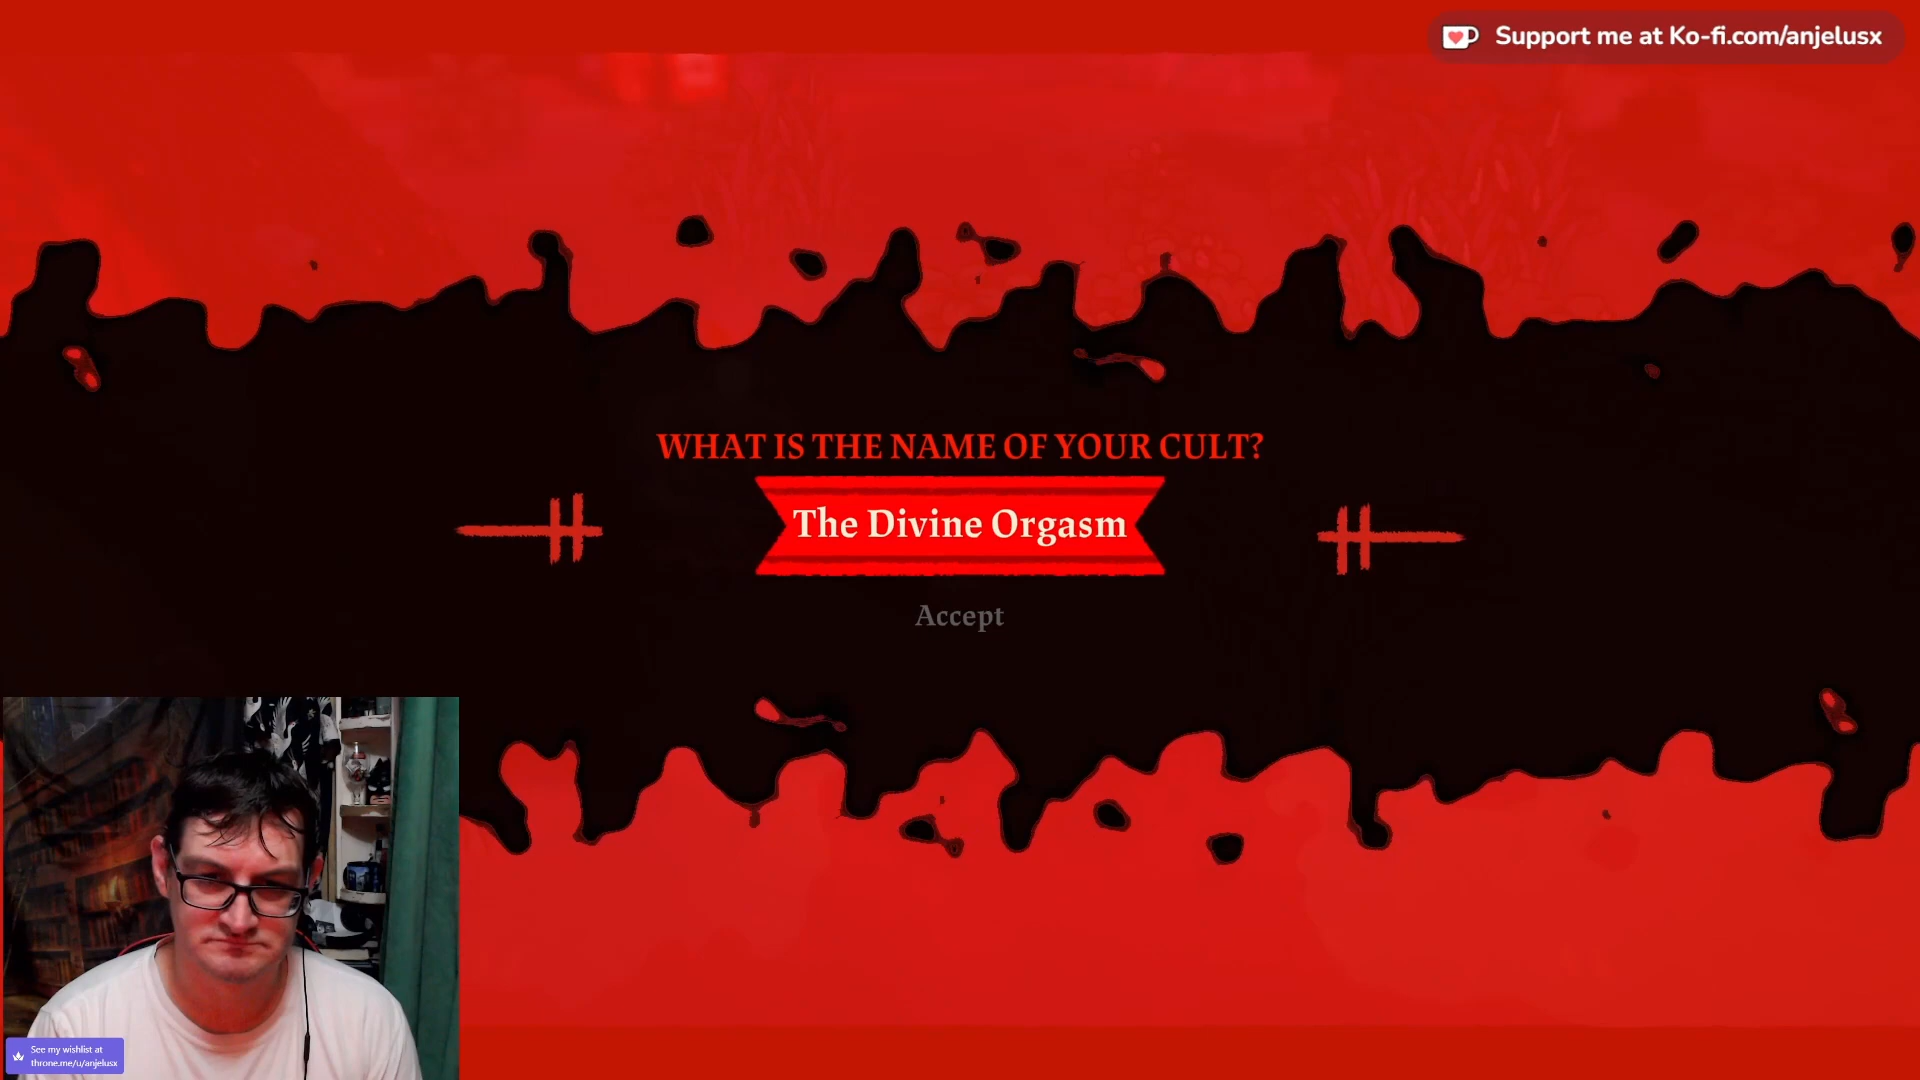 Support me at Ko-fi.com/anjelusx
WHAT IS THE NAME OF YOUR CULT?
The Divine Orgasm
Accept
See my wishlist at
throne.me/u/anjelusx